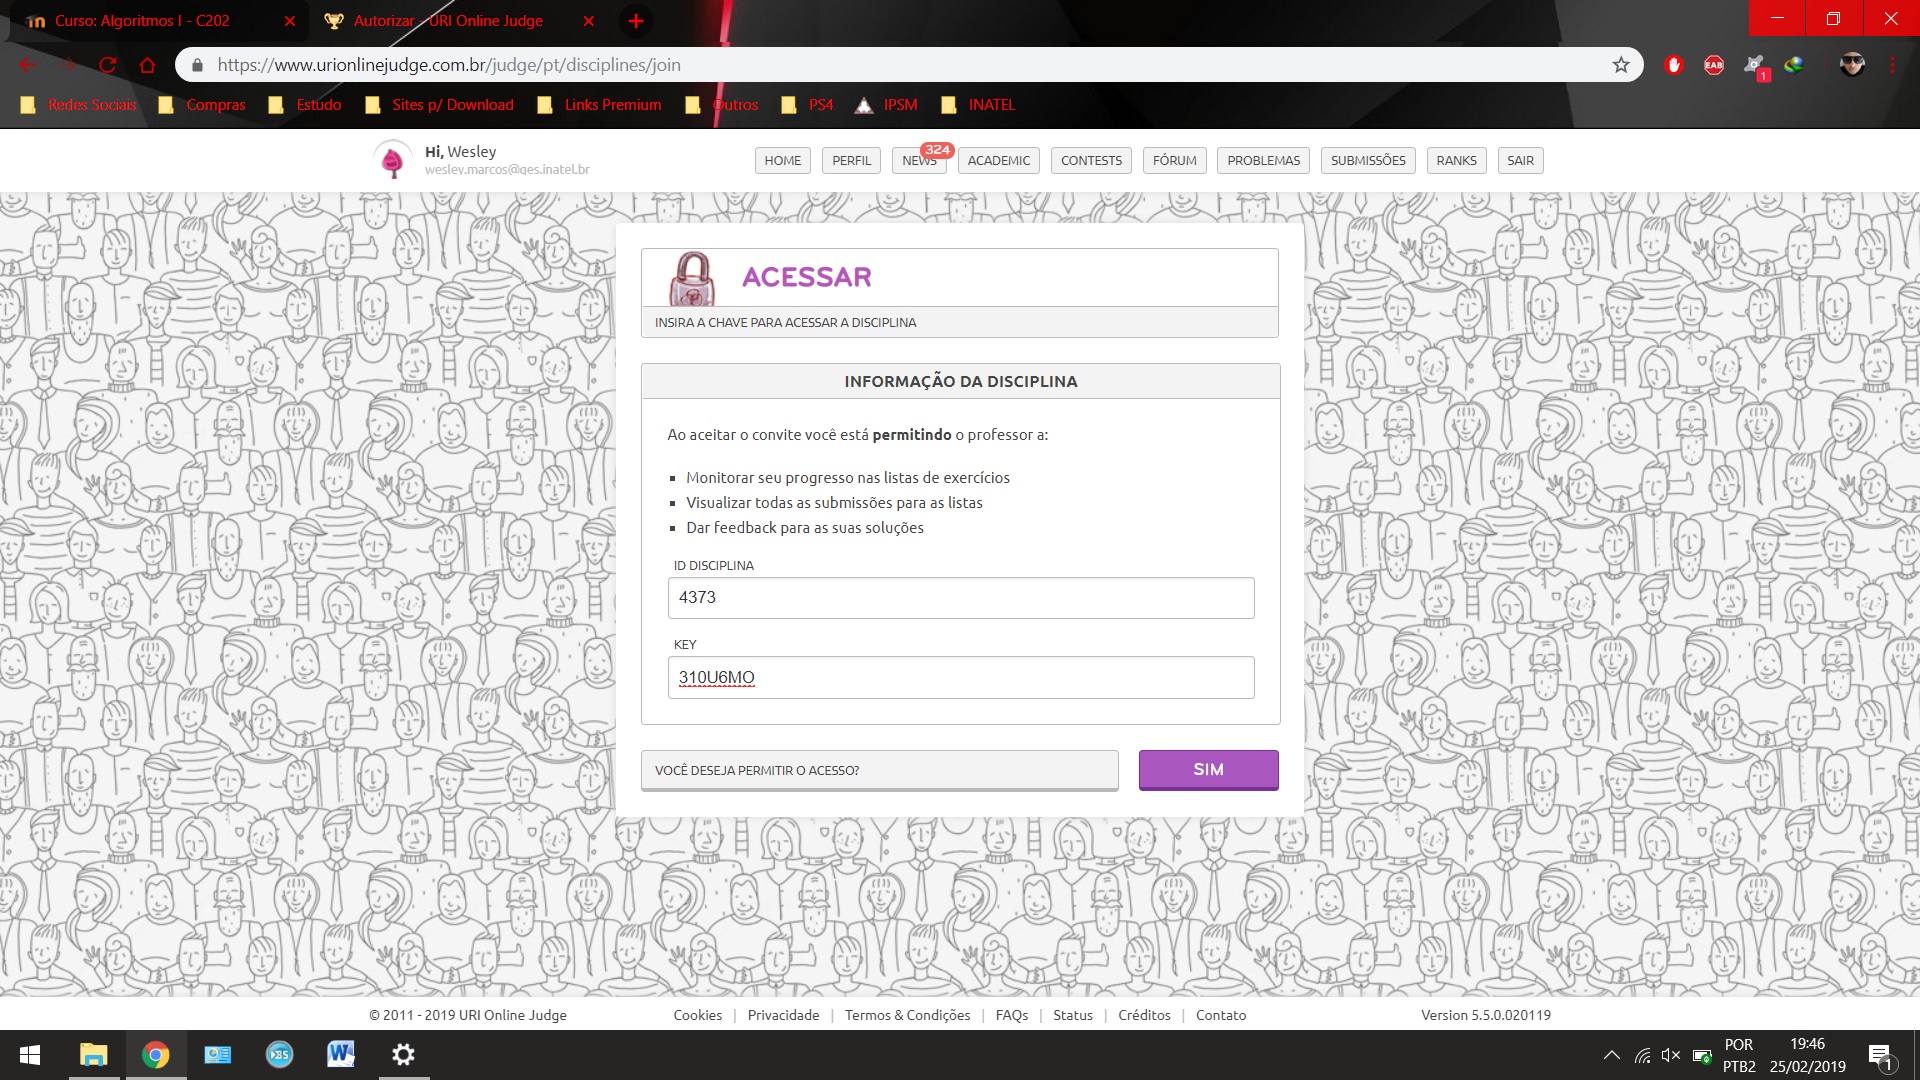 Curso: Algoritmos I - C202
Autorizar - URI Online Judge
https://www.urionlinejudge.com.br/judge/pt/disciplines/join
EAB
1
Redes Sociais
Compras
Estudo
Sites p/ Download
Links Premium
Outros
PS4
IPSM
INATEL
Hi, Wesley
wesley.marcos@ges.inatel.br
HOME
PERFIL
NEWS
324
ACADEMIC
CONTESTS
FÓRUM
PROBLEMAS
SUBMISSÕES
RANKS
SAIR
ACESSAR
INSIRA A CHAVE PARA ACESSAR A DISCIPLINA
INFORMAÇÃO DA DISCIPLINA
Ao aceitar o convite você está permitindo o professor a:
Monitorar seu progresso nas listas de exercícios
Visualizar todas as submissões para as listas
Dar feedback para as suas soluções
ID DISCIPLINA
4373
KEY
310U6MO
VOCÊ DESEJA PERMITIR O ACESSO?
SIM
© 2011 - 2019 URI Online Judge
Cookies | Privacidade | Termos & Condições | FAQs | Status | Créditos | Contato
Version 5.5.0.020119
POR
PTB2
19:46
25/02/2019
1